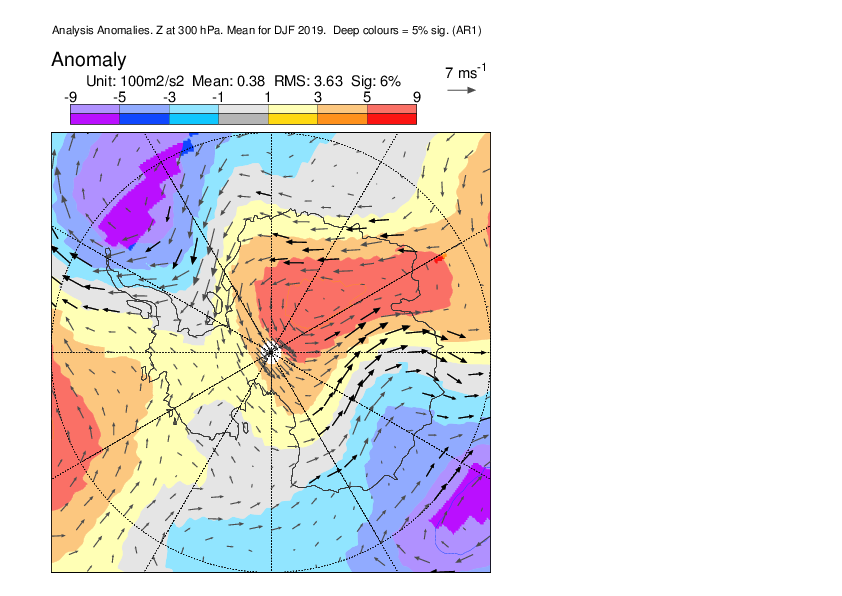 Analysis Anomalies. Z at 300 hPa. Mean for DJF 2019.  Deep colours = 5% sig. (AR1)
Anomaly
7 ms-1
Unit: 100m2/s2  Mean: 0.38  RMS: 3.63  Sig: 6%
-9 -5 -3 -1 1 3 5 9